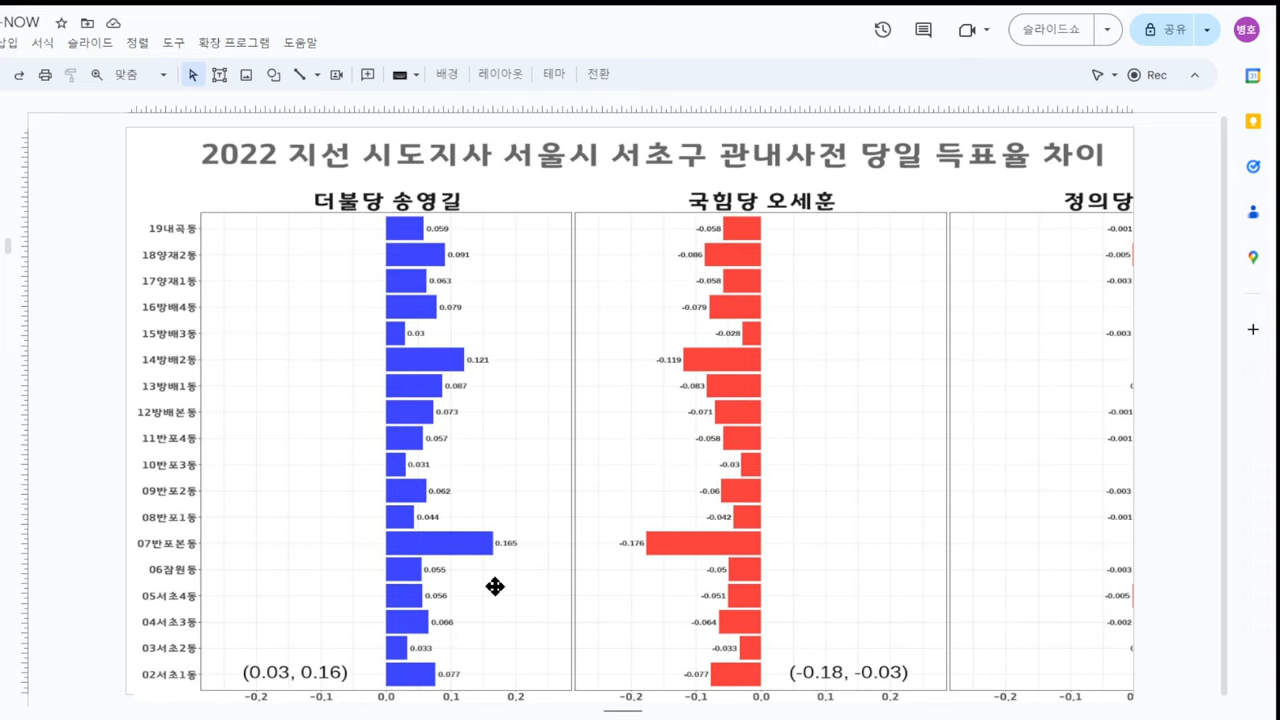 -NOW
삽입 서식 슬라이드 정렬 도구 확장 프로그램 도움말
슬라이드쇼
공유
병호
맞춤
배경 레이아웃 테마 전환
Rec
31
2022 지선 시도지사 서울시 서초구 관내사전 당일 득표율 차이
더불당 송영길 국힘당 오세훈 정의당
19내곡동 0.059 -0.058 -0.001
18양재2동 0.091 -0.086 -0.005
17양재1동 0.063 -0.058 -0.003
16방배4동 0.079 -0.079
15방배3동 0.03 -0.028 -0.003
14방배2동 0.121 -0.119
13방배1동 0.087 -0.083
12방배본동 0.073 -0.071 -0.001
11반포4동 0.057 -0.058 -0.001
10반포3동 0.031 -0.03
09반포2동 0.062 -0.06 -0.003
08반포1동 0.044 -0.042 -0.001
07반포본동 0.165 -0.176
06잠원동 0.055 -0.05 -0.003
05서초4동 0.056 -0.051 -0.005
04서초3동 0.066 -0.064 -0.002
03서초2동 0.033 -0.033
02서초1동 (0.03, 0.16) 0.077 -0.077 (-0.18, -0.03)
-0.2 -0.1 0.0 0.1 0.2 -0.2 -0.1 0.0 0.1 0.2 -0.2 -0.1 0